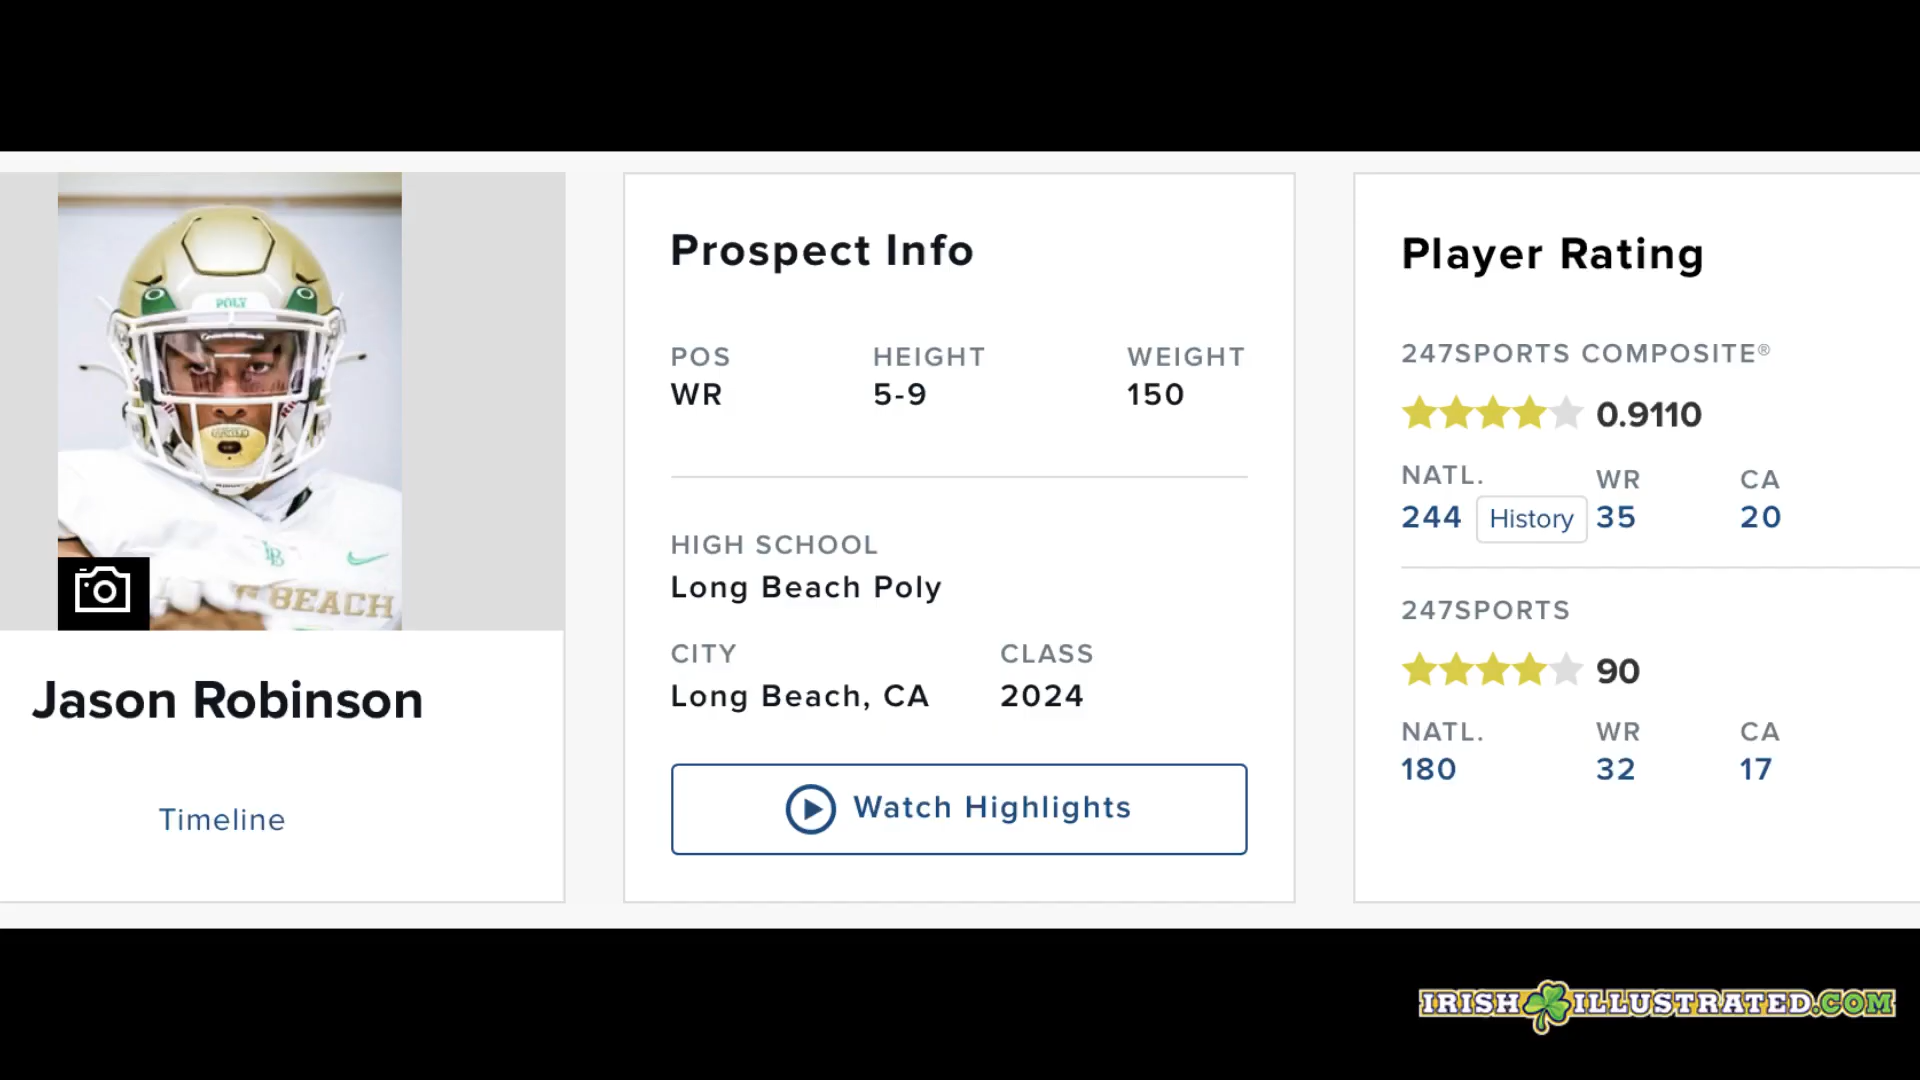 POLY
BEACH
Jason Robinson
Timeline
Prospect Info
POS HEIGHT WEIGHT
WR 5-9 150
HIGH SCHOOL
Long Beach Poly
CITY CLASS
Long Beach, CA 2024
Watch Highlights
Player Rating
247SPORTS COMPOSITE®
0.9110
NATL. WR CA
244 History 35 20
247SPORTS
90
NATL. WR CA
180 32 17
IRISH ILLUSTRATED.COM